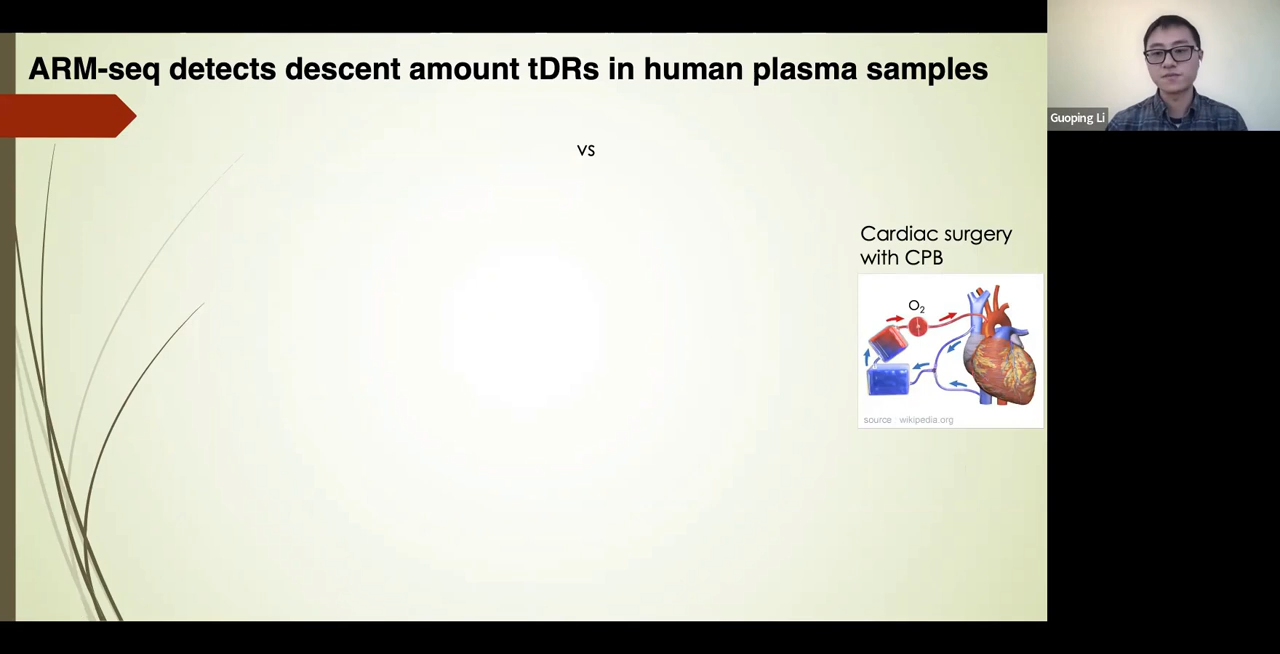 ARM-seq detects descent amount tDRs in human plasma samples
Guoping Li
vs
Cardiac surgery
with CPB
O₂
source : wikipedia.org